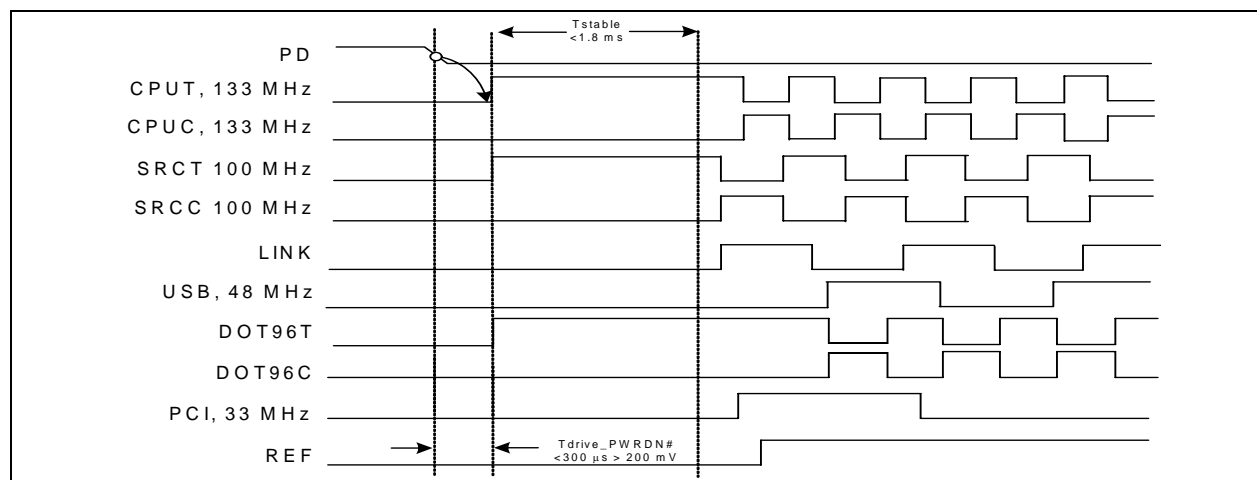 Tstable
<1.8 ms
PD
CPUT, 133 MHz
CPUC, 133 MHz
SRCT 100 MHz
SRCC 100 MHz
LINK
USB, 48 MHz
DOT96T
DOT96C
PCI, 33 MHz
REF
Tdrive_PWRDN#
<300 µs > 200 mV